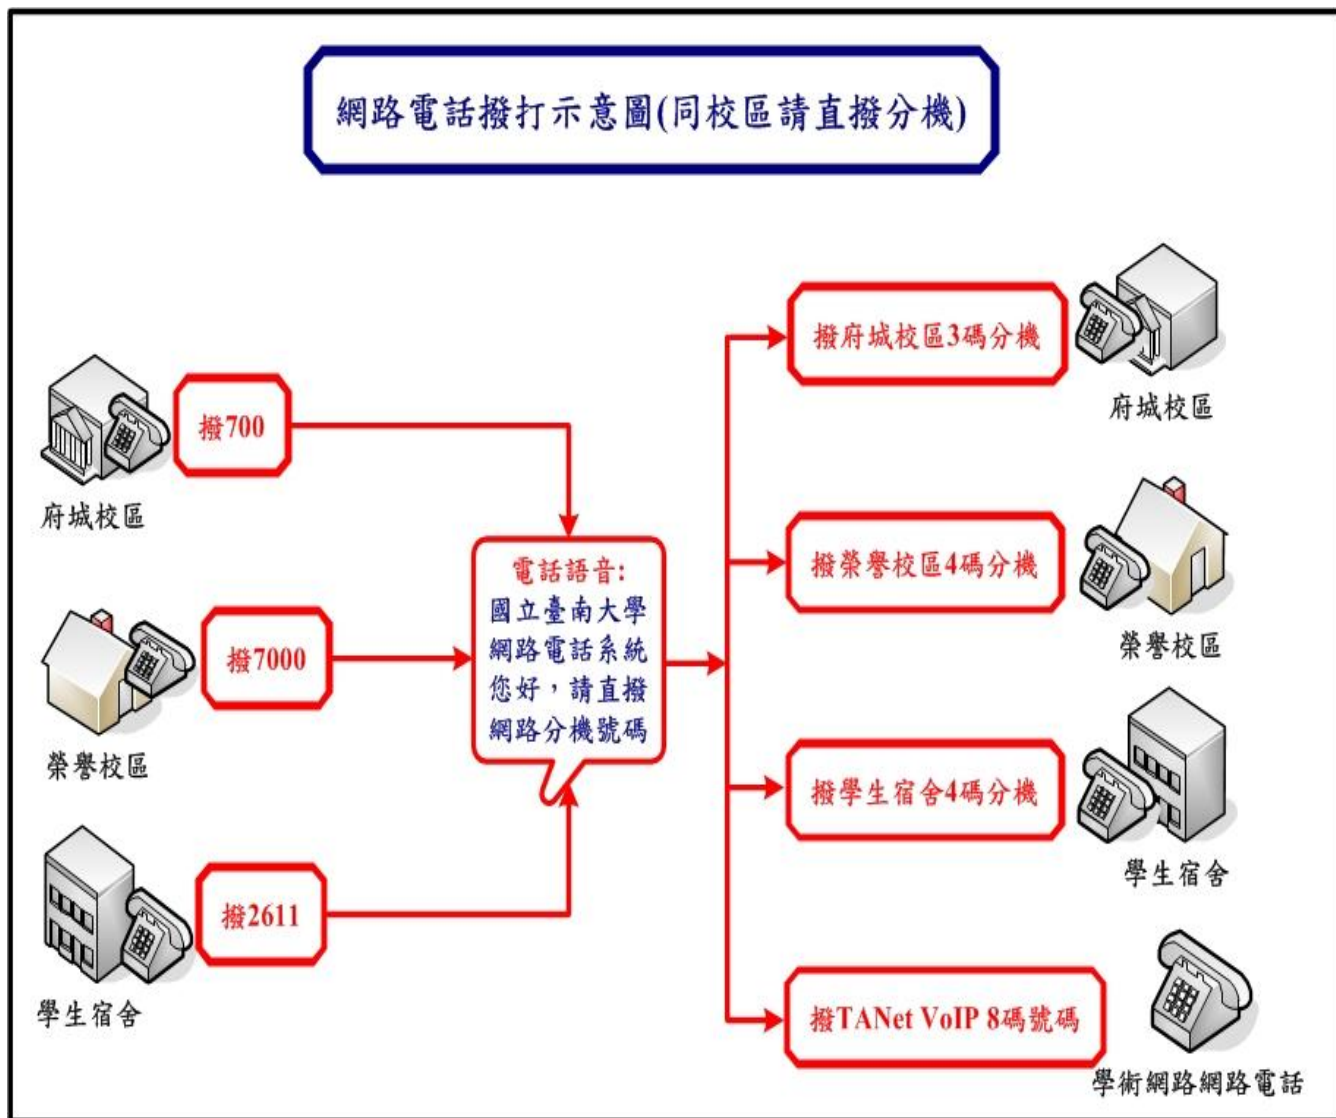 網路電話撥打示意圖(同校區請直撥分機)
撥700
府城校區
撥7000
榮譽校區
撥2611
學生宿舍
電話語音:
國立臺南大學
網路電話系統
您好，請直撥
網路分機號碼
撥府城校區3碼分機
府城校區
撥榮譽校區4碼分機
榮譽校區
撥學生宿舍4碼分機
學生宿舍
撥TANet VoIP 8碼號碼
學術網路網路電話